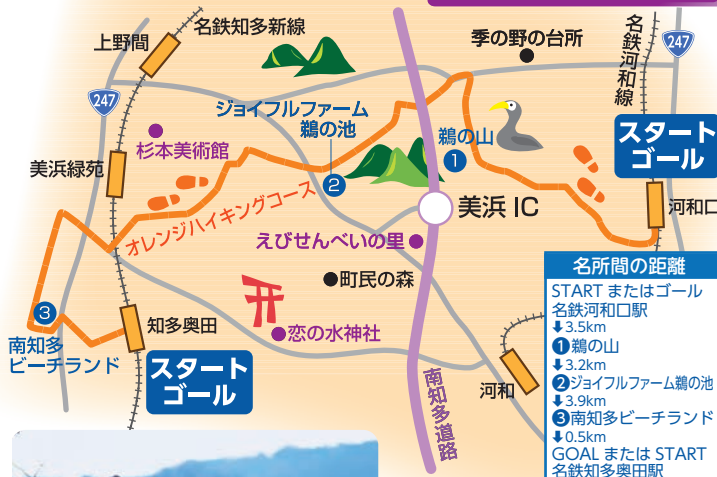 上野間
名鉄知多新線
季の野の台所
名鉄河和線
247
247
ジョイフルファーム
鵜の池
鵜の山
1
スタート
ゴール
杉本美術館
2
美浜緑苑
オレンジハイキングコース
美浜 IC
河和口
えびせんべいの里
町民の森
3
南知多
ビーチランド
知多奥田
恋の水神社
スタート
ゴール
河和
南知多道路
名所間の距離
START またはゴール
名鉄河和口駅
⬇3.5km
❶鵜の山
⬇3.2km
❷ジョイフルファーム鵜の池
⬇3.9km
❸南知多ビーチランド
⬇0.5km
GOAL または START
名鉄知多奥田駅